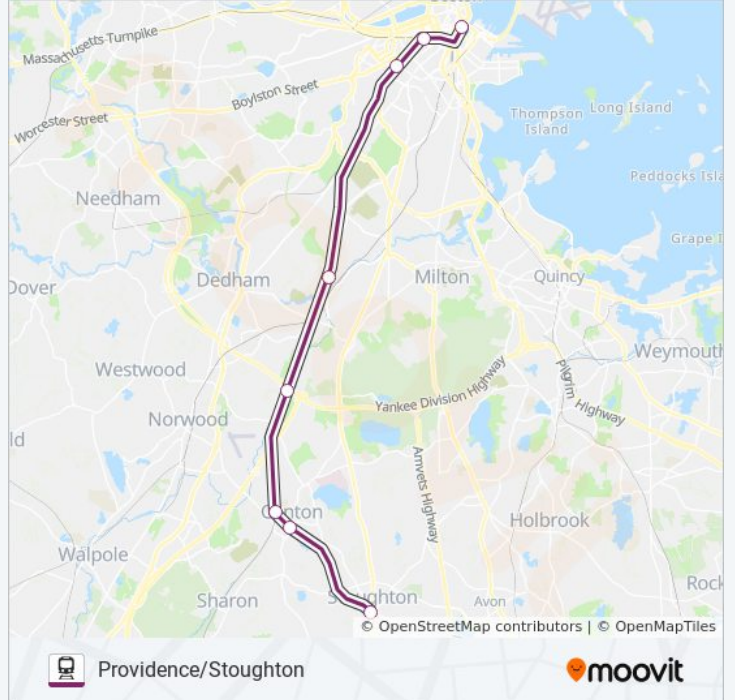 Massachusetts Turnpike
Boylston Street
Worcester Street
Thompson
Island
Long Island
Needham
Peddocks Isla
Grape I
Dover
Dedham
Milton
Quincy
Westwood
Weymouth
Yankee Division Highway
Pilgrim Highway
Norwood
ld
Amvets Highway
Holbrook
Walpole
Sharon
Avon
Rock
© OpenStreetMap contributors | © OpenMapTiles
Providence/Stoughton
moovit